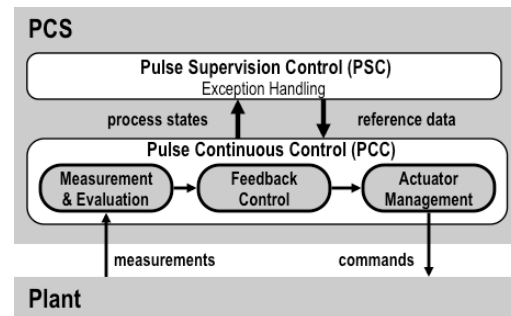 PCS
Pulse Supervision Control (PSC)
Exception Handling
process states
reference data
Pulse Continuous Control (PCC)
Measurement
& Evaluation
Feedback
Control
Actuator
Management
measurements
commands
Plant